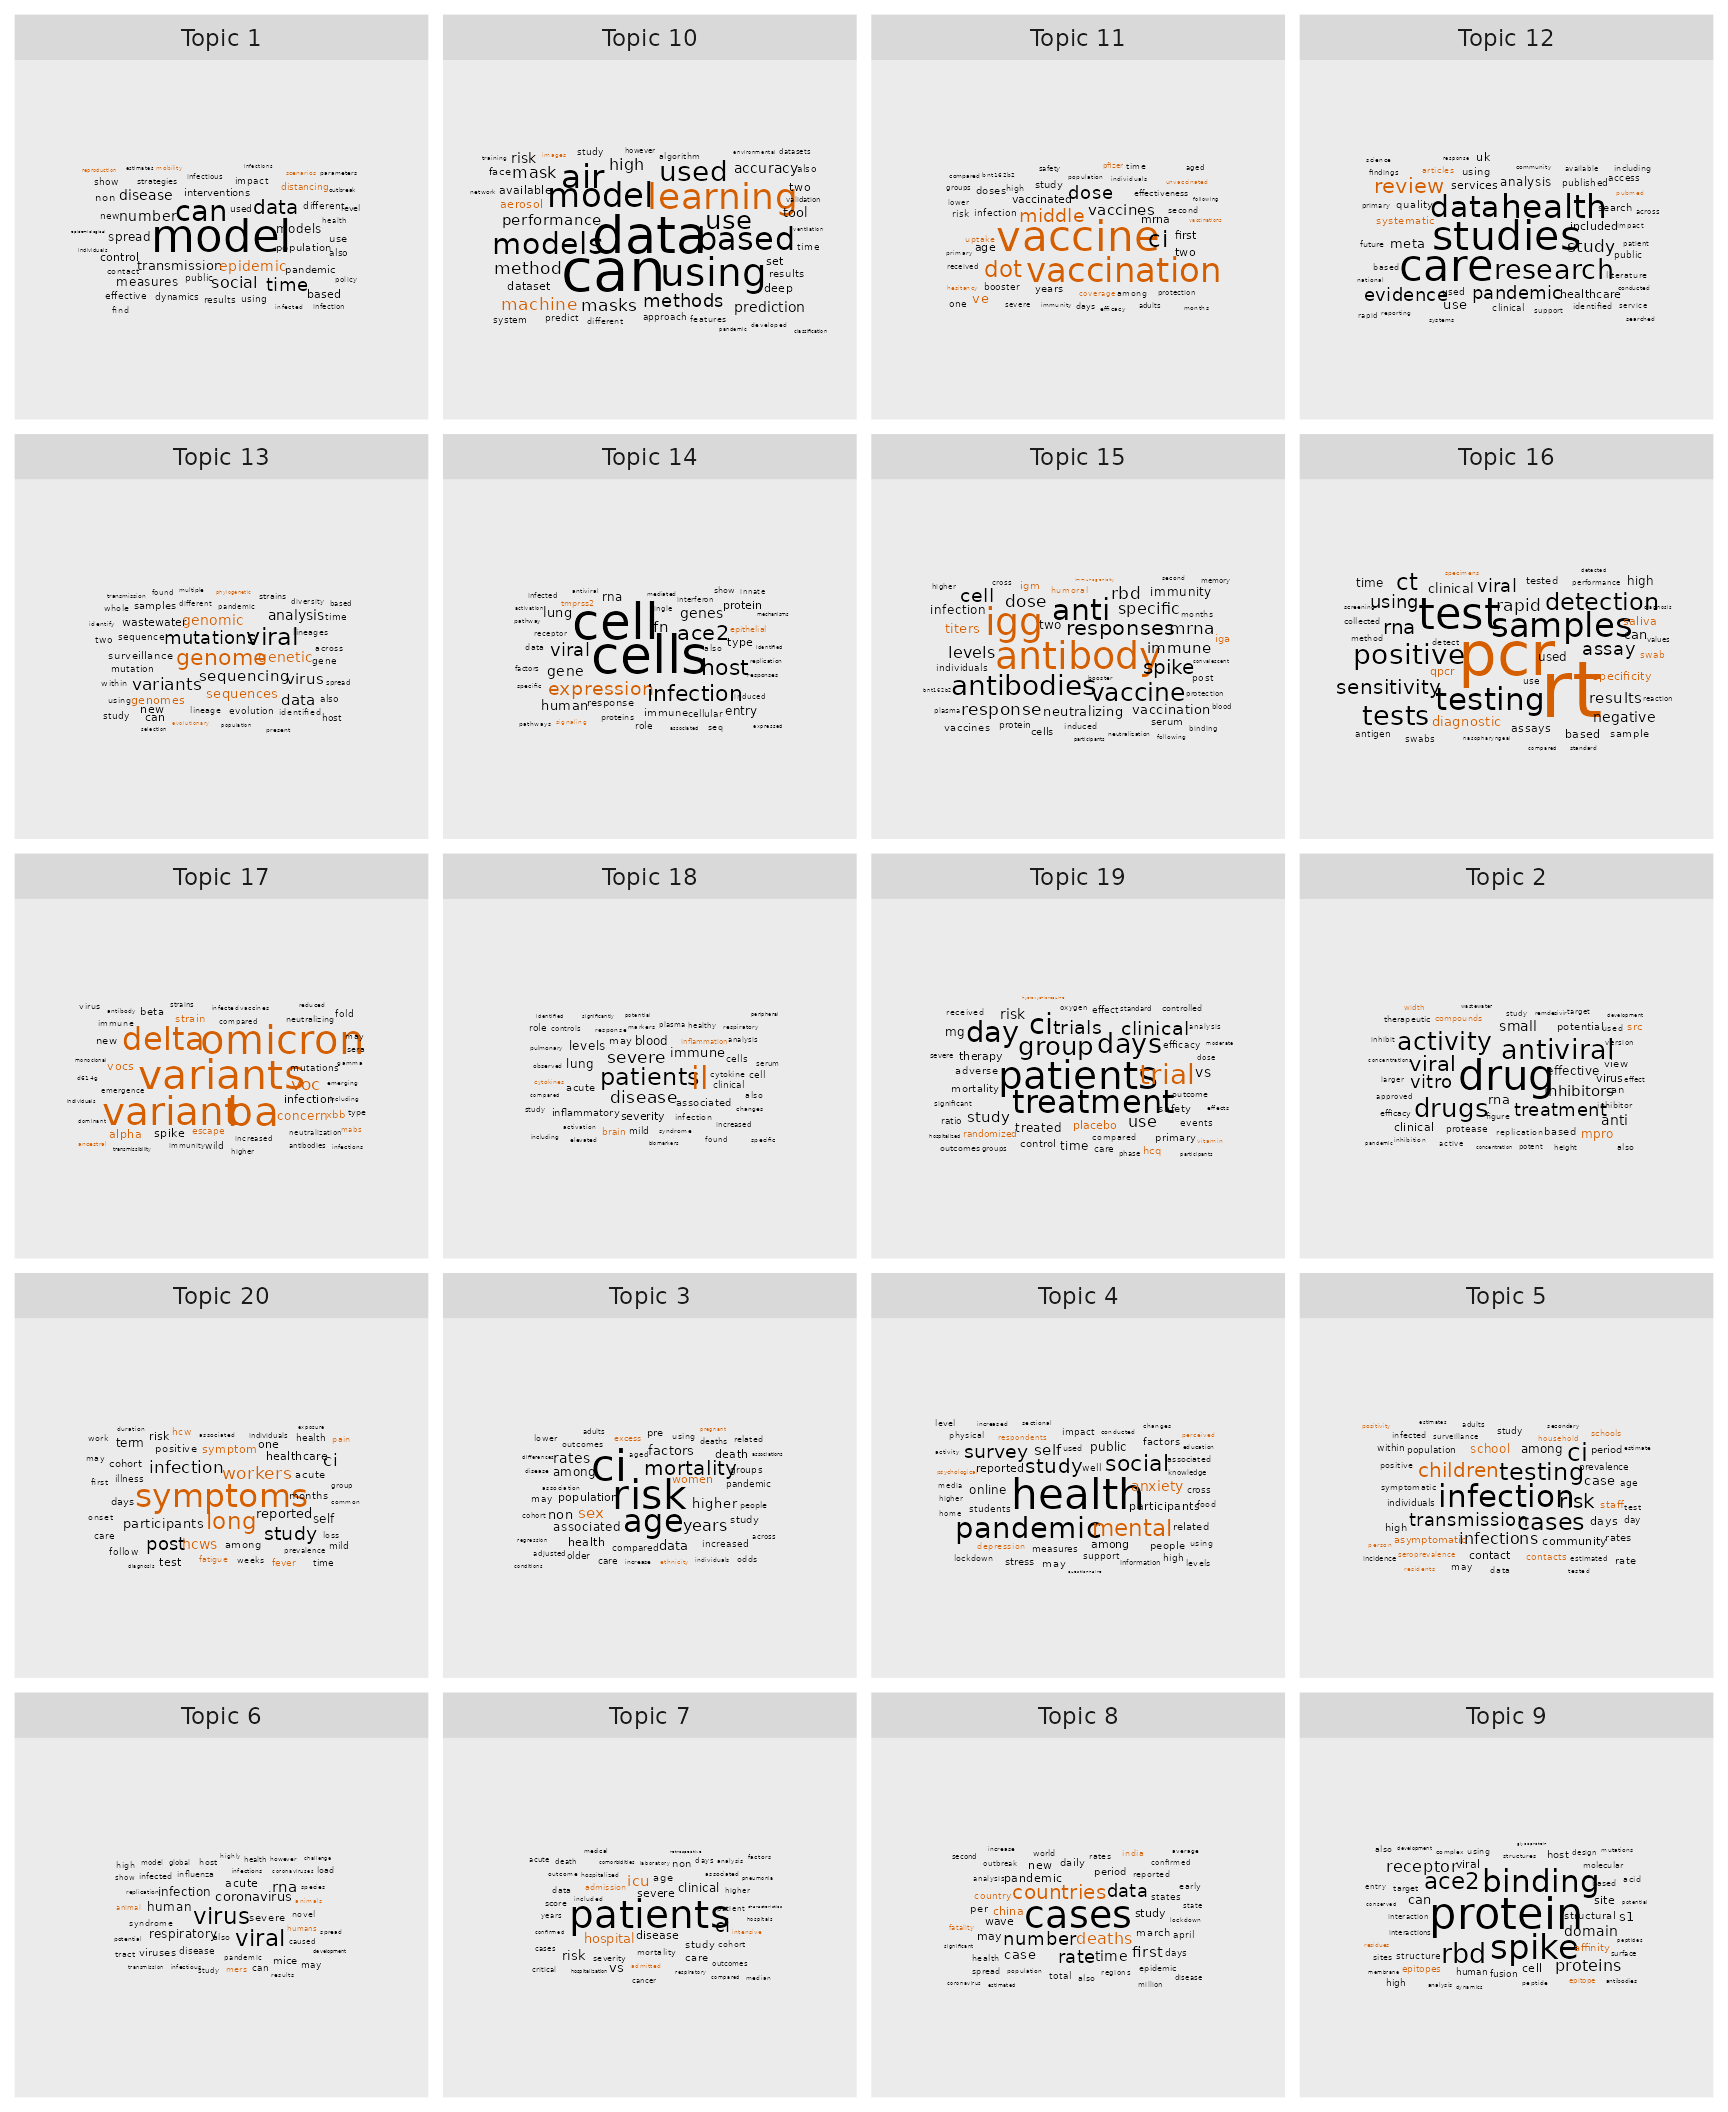 Topic 1
Topic 10
Topic 11
Topic 12
reproduction estimates mobility infections
show strategies infectious impact scenarios parameters
non disease interventions distancing outbreak
new number can used data different level
epidemiological spread model models health
individuals control population use also
contact transmission epidemic pandemic spread
measures public social time policy
effective dynamics results using based
find infected infection
training risk images study however algorithm environmental datasets
face mask air high used accuracy also
network available model learning two
aerosol performance use validation tool
models data based ventilation time
method can using set results
dataset deep
machine masks methods prediction
system predict different approach features
pandemic developed classification
safety pfizer time aged
compared bnt162b2 population individuals unvaccinated
groups doses high study dose effectiveness
lower vaccinated following
risk infection middle vaccines second
mrna vaccinations
uptake vaccine ci first
primary age two
received dot vaccination
hesitancy booster years coverage among protection
one ve severe immunity days efficacy adults months
science response uk community available including
findings articles using access
review services analysis published pubmed
primary quality data health search across
systematic included impact
future meta studies study patient public
based care research literature
national conducted
evidence used pandemic healthcare
use clinical support identified service
rapid reporting systems searched
Topic 13
Topic 14
Topic 15
Topic 16
transmission found multiple phylogenetic strains
whole samples different pandemic diversity based
identify wastewater genomic analysis time
two sequence mutations viral lineages
surveillance genome genetic across gene
mutation sequencing
within variants virus spread
using genomes sequences data also
study new lineage evolution identified host
can evolutionary population
selection present
infected antiviral rna mediated interferon show innate
activation tmprss2 single genes protein
pathway lung cell fn mechanisms
receptor ace2 epithelial
data viral cells also type identified
factors gene host replication
specific expression infection responses
human response induced
pathways signaling proteins immune cellular entry
role associated seq expressed
higher cross igm immunogenicity second memory
cell dose humoral rbd immunity
infection igg anti specific months
titers two responses mrna iga
levels antibody immune
individuals spike convalescent
bnt162b2 antibodies booster vaccine post protection
plasma response neutralizing vaccination blood
vaccines protein cells induced serum binding
participants neutralisation following
specimens detected
time ct clinical viral tested performance high
screening using test rapid detection diagnosis
collected rna samples saliva
method detect can values
positive pcr used assay swab
qpcr specificity
sensitivity use rt
tests testing results reaction
diagnostic negative
antigen swabs assays based sample
nasopharyngeal compared standard
Topic 17
Topic 18
Topic 19
Topic 2
virus antibody beta strains infected vaccines reduced
immune strain compared neutralizing fold
new delta omicron may
sera
monoclonal vocs variants mutations gamma
d614g voc emerging
emergence infection including
individuals variant ba
dominant concern xbb type
alpha spike escape neutralization mabs
ancestral immunity wild increased antibodies infections
transmissibility higher
identified significantly potential peripheral
role controls response markers plasma healthy respiratory
pulmonary levels may blood inflammation analysis
observed lung severe immune cells serum
cytokines patients il cytokine cell
compared acute clinical
disease associated also
study inflammatory severity infection changes
activation brain mild syndrome increased
including elevated biomarkers found specific
hydroxychloroquine
received risk oxygen effect standard controlled
mg day ci trials clinical analysis
severe therapy group days efficacy moderate
adverse dose
mortality patients trial vs
significant treatment outcome
ratio study safety effects
treated placebo use events
hospitalised randomized control time compared primary vitamin
outcomes groups care phase hcq participants
width wastewater
therapeutic compounds study remdesivir target development
small potential used src
inhibit activity antiviral version
concentrations viral effective view
larger vitro drug virus effect
approved inhibitors can
efficacy drugs rna inhibitor
figure treatment anti
clinical protease replication based mpro
pandemic inhibition active concentration potent height also
Topic 20
Topic 3
Topic 4
Topic 5
duration hcw exposure
work term risk associated individuals health pain
positive symptom one
may cohort infection healthcare ci
first illness workers acute
days symptoms months group
common
onset participants long reported self
care post study loss
follow hcws among prevalence mild
diagnosis test fatigue weeks fever time
adults excess pre pregnant
lower outcomes using deaths related
differences rates aged factors death associations
disease among ci mortality groups
association women pandemic
may population risk
cohort non sex higher people
associated age years study
regression health compared data increased across
adjusted older care increase ethnicity individuals odds
conditions
level increased sectional changes
physical respondents impact conducted perceived
activity survey self used public factors education
psychological reported study well social associated
knowledge
media online health anxiety cross
higher students participants food
home pandemic mental related
depression measures among people using
lockdown stress may support information high levels
questionnaire
positivity estimates adults secondary
infected surveillance study household schools
within population school among ci period estimate
positive children testing prevalence
symptomatic case age
individuals infection risk staff test
high transmission cases days day
person asymptomatic infections community rates
incidence seroprevalence contact contacts estimated rate
residents may data tested
Topic 6
Topic 7
Topic 8
Topic 9
high model global host highly health however challenge
show infected influenza infections coronaviruses load
acute rna species
replication infection coronavirus animals
animal human virus severe novel
syndrome humans
potential respiratory also viral caused spread
tract viruses disease development
pandemic mice
transmission infectious study mers can may
results
medical retrospective
acute death comorbidities laboratory non days analysis factors
outcome hospitalised icu age associated pneumonia
data admission severe clinical higher
score included patient characteristics
years patients hospitals
confirmed hospital disease ci intensive
cases study cohort
risk severity mortality care outcomes
critical hospitalization vs admitted respiratory compared median
cancer
increase world india average
second outbreak new daily rates confirmed
analysis pandemic period reported
country countries data states early
per china cases state
wave study lockdown
fatality may number deaths march april
significant case rate time first days
health
spread population total also regions epidemic disease
coronavirus estimated million
glycoprotein
also development complex using structures host design mutations
receptor viral molecular
entry target ace2 binding based acid
conserved can protein site potential
interaction structural s1
interactions domain
residues rbd spike affinity peptides
sites structure surface
membrane epitopes human fusion cell proteins
high analysis dynamics peptide epitope antibodies